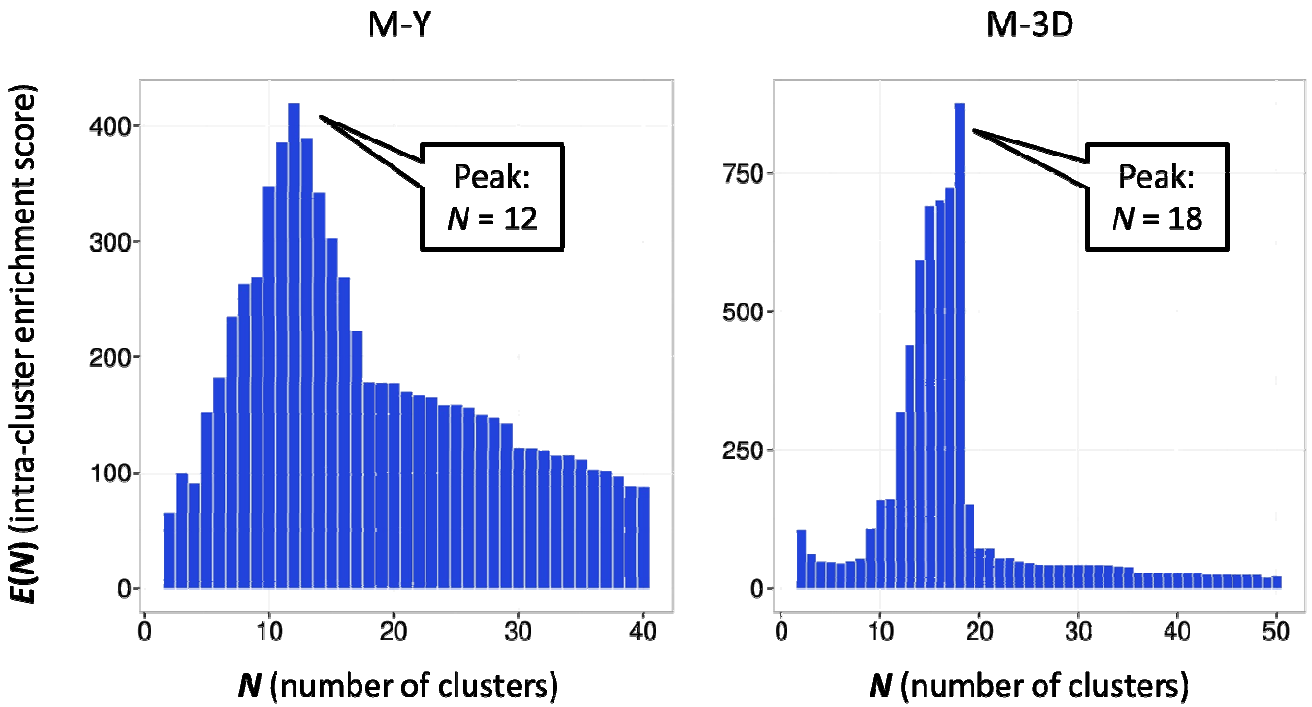 M-Y
M-3D
E(N) (intra-cluster enrichment score)
400
300
200
100
0
0
10
20
30
40
Peak:
N = 12
N (number of clusters)
750
500
250
0
0
10
20
30
40
50
Peak:
N = 18
N (number of clusters)